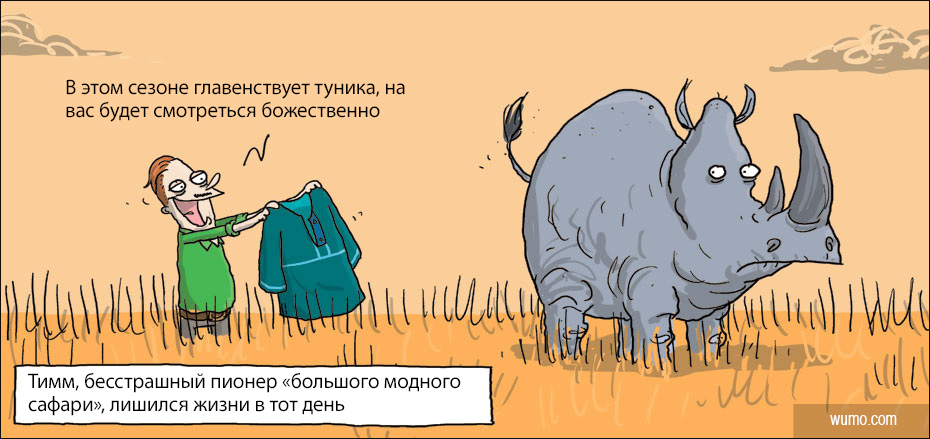 В этом сезоне главенствует туника, на
вас будет смотреться божественно
Тимм, бесстрашный пионер «большого модного
сафари», лишился жизни в тот день
wumo.com